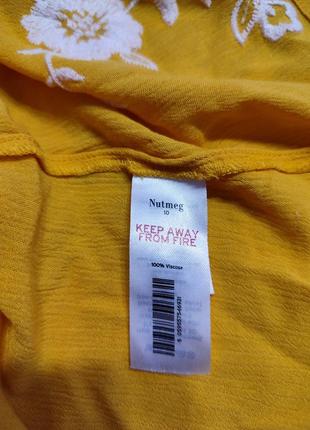 Nutmeg
10
KEEP AWAY
FROM FIRE
100% Viscose